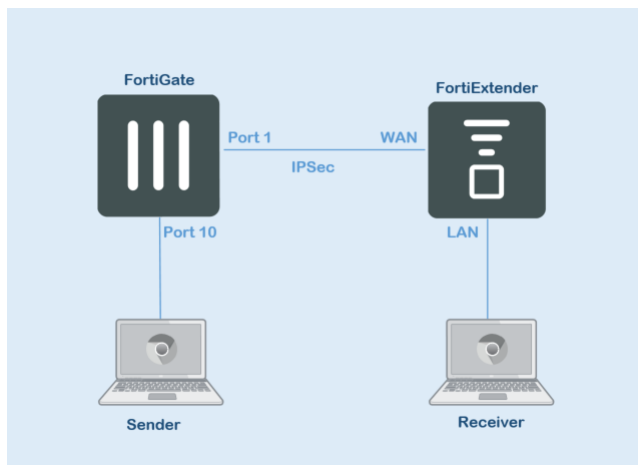 FortiGate
FortiExtender
Port 1
WAN
IPSec
Port 10
LAN
Sender
Receiver